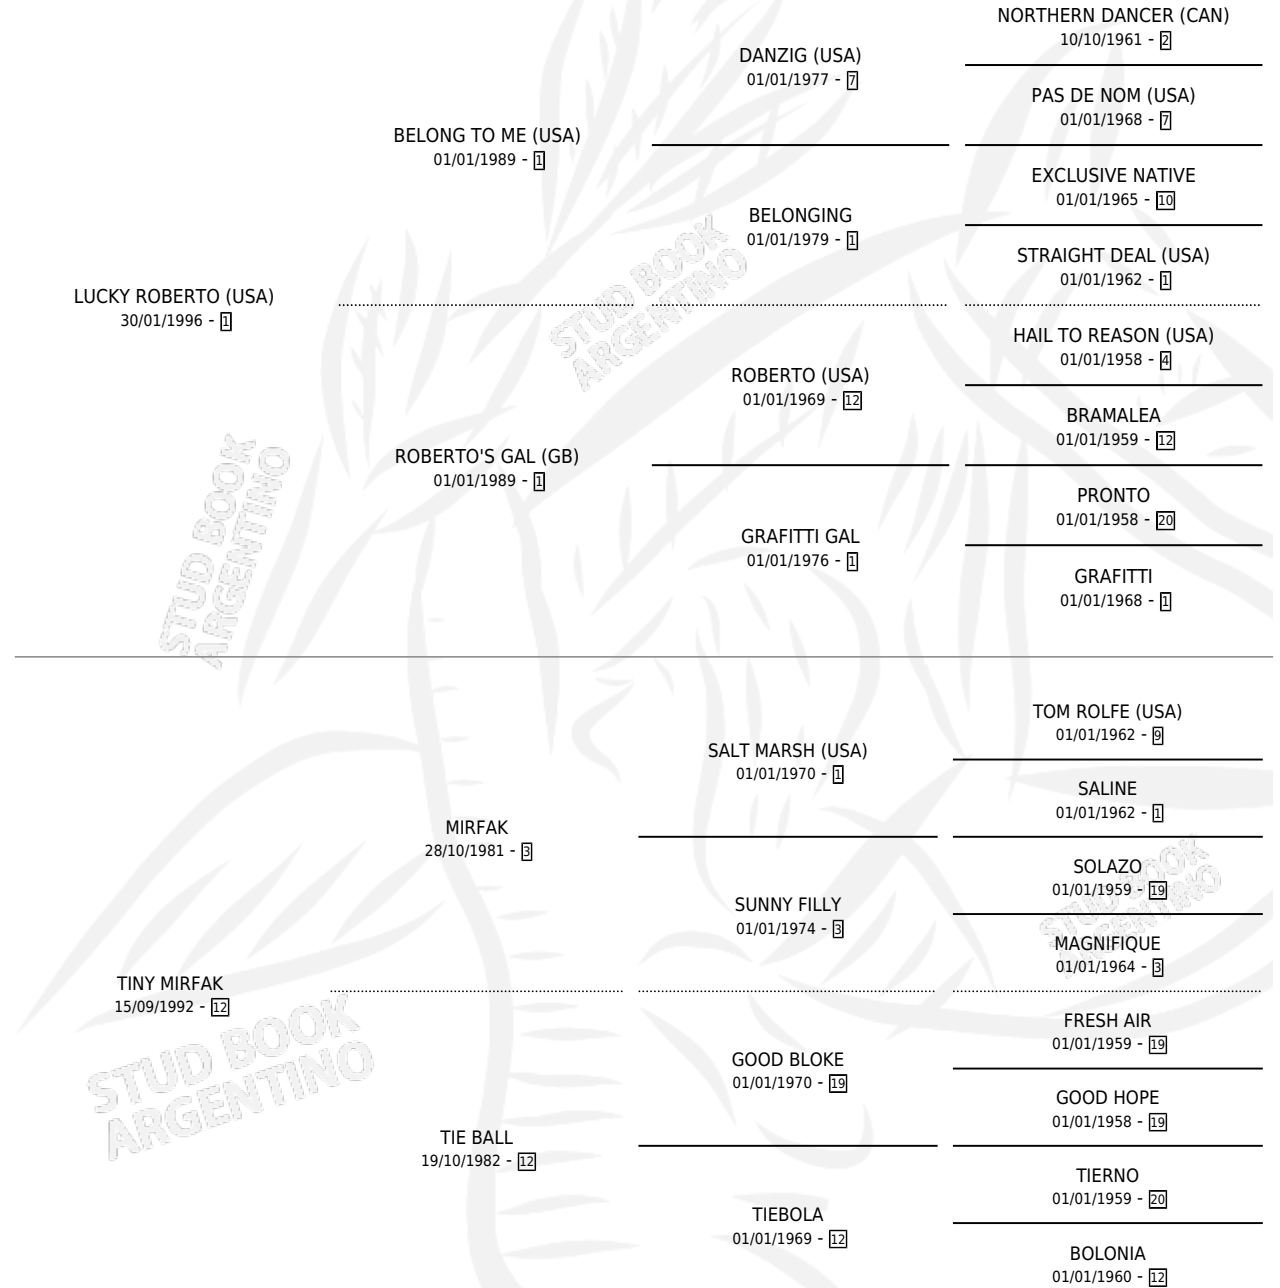 NORTHERN DANCER (CAN)
10/10/1961 - 2
DANZIG (USA)
01/01/1977 - 7
PAS DE NOM (USA)
01/01/1968 - 7
BELONG TO ME (USA)
01/01/1989 - 1
EXCLUSIVE NATIVE
01/01/1965 - 10
BELONGING
01/01/1979 - 1
STRAIGHT DEAL (USA)
01/01/1962 - 1
LUCKY ROBERTO (USA)
30/01/1996 - 1
HAIL TO REASON (USA)
01/01/1958 - 4
ROBERTO (USA)
01/01/1969 - 12
BRAMALEA
01/01/1959 - 12
ROBERTO'S GAL (GB)
01/01/1989 - 1
PRONTO
01/01/1958 - 20
GRAFITTI GAL
01/01/1976 - 1
GRAFITTI
01/01/1968 - 1
TOM ROLFE (USA)
01/01/1962 - 9
SALT MARSH (USA)
01/01/1970 - 1
SALINE
01/01/1962 - 1
MIRFAK
28/10/1981 - 3
SOLAZO
01/01/1959 - 19
SUNNY FILLY
01/01/1974 - 3
MAGNIFIQUE
01/01/1964 - 3
TINY MIRFAK
15/09/1992 - 12
FRESH AIR
01/01/1959 - 19
GOOD BLOKE
01/01/1970 - 19
GOOD HOPE
01/01/1958 - 19
TIE BALL
19/10/1982 - 12
TIERNO
01/01/1959 - 20
TIEBOLA
01/01/1969 - 12
BOLONIA
01/01/1960 - 12
STUD BOOK
ARGENTINO
STUD BOOK
ARGENTINO
STUD BOOK
ARGENTINO
STUD BOOK
ARGENTINO